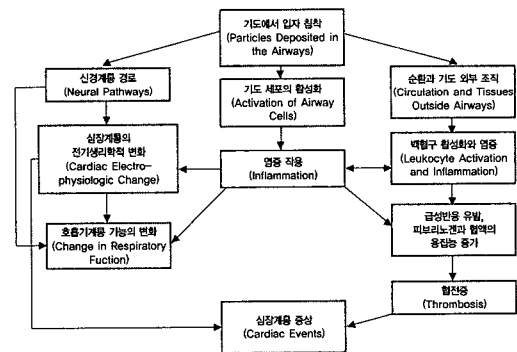 기도에서 입자 침착
(Particles Deposited in
the Airways)
신경계통 경로
(Neural Pathways)
기도 세포의 활성화
(Activation of Airway
Cells)
순환과 기도 외부 조직
(Circulation and Tissues
Outside Airways)
심장계통의
전기생리학적 변화
(Cardiac Electro-
physiologic Change)
염증 작용
(Inflammation)
백혈구 활성화와 염증
(Leukocyte Activation
and Inflammation)
호흡기계통 기능의 변화
(Change in Respiratory
Fuction)
급성반응 유발,
피브리노겐과 혈액의
응집능 증가
혈전증
(Thrombosis)
심장계통 증상
(Cardiac Events)